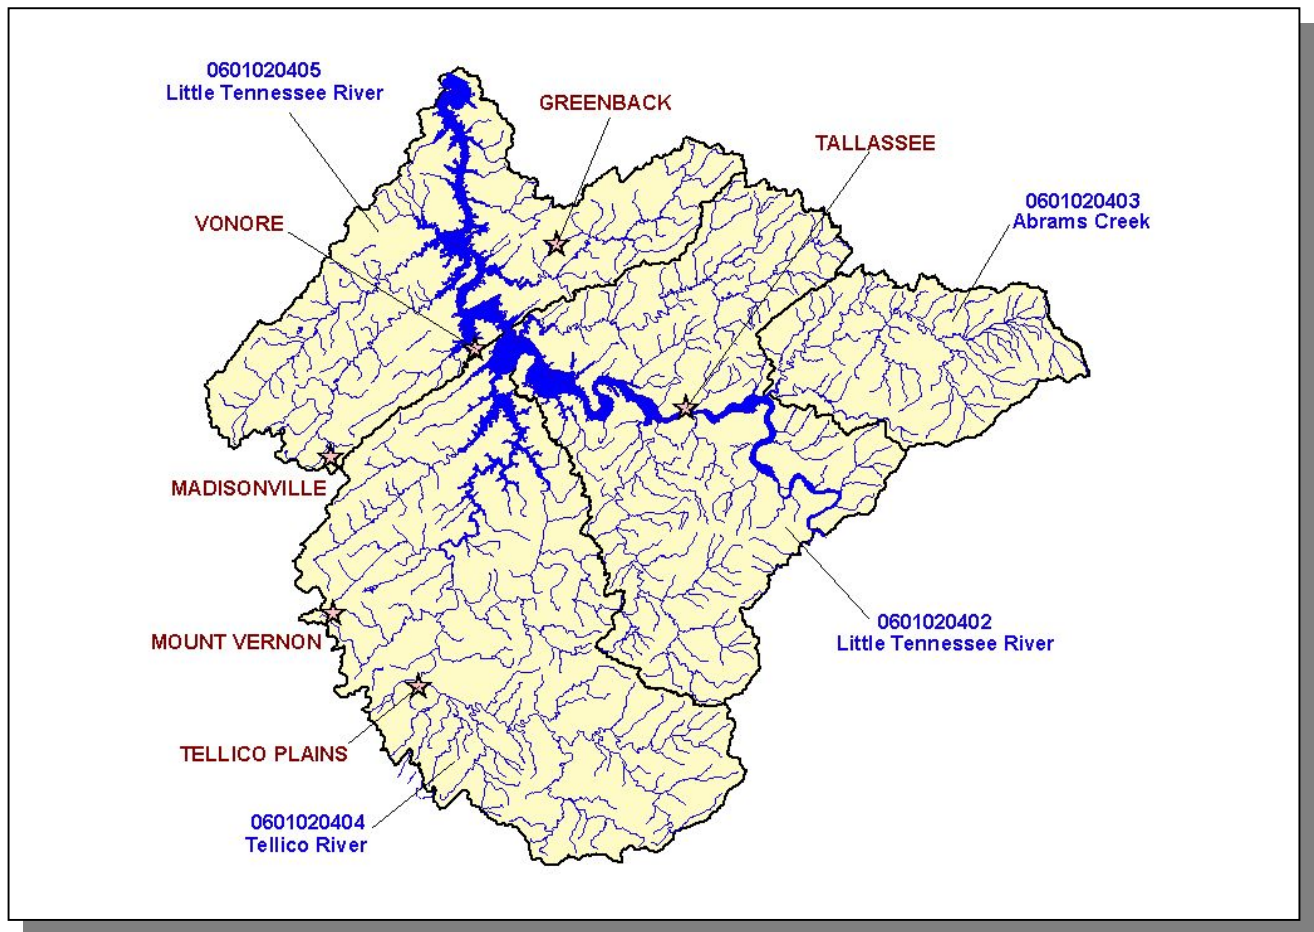 0601020405
Little Tennessee River
GREENBACK
TALLASSEE
0601020403
Abrams Creek
VONORE
MADISONVILLE
0601020402
Little Tennessee River
MOUNT VERNON
TELLICO PLAINS
0601020404
Tellico River